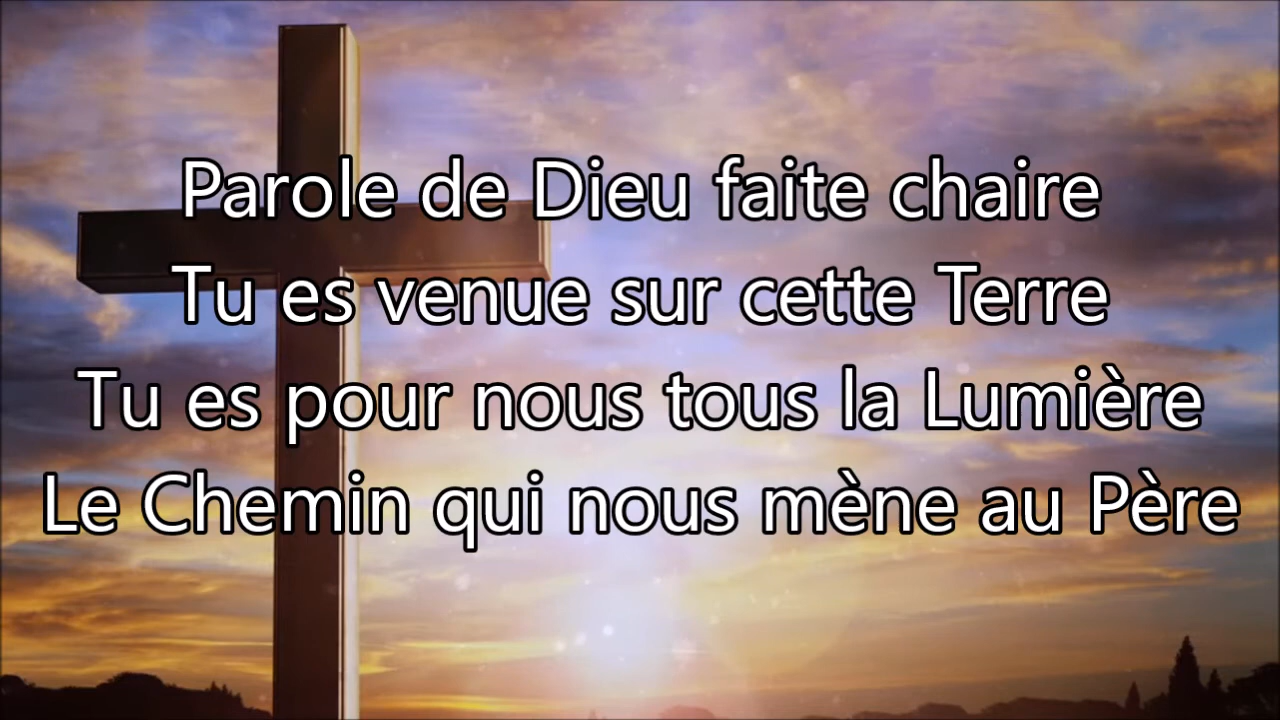 Parole de Dieu faite chaire
Tu es venue sur cette Terre
Tu es pour nous tous la Lumière
Le Chemin qui nous mène au Père